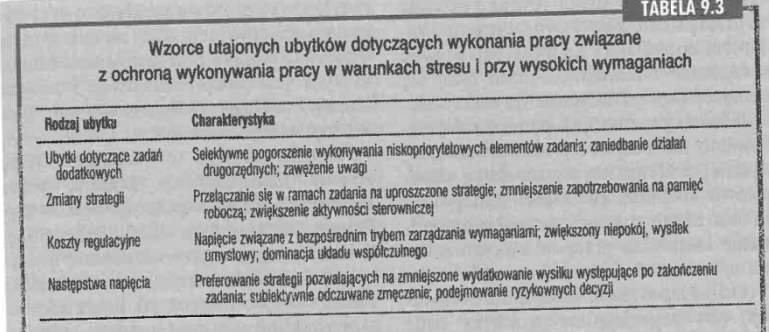 TABELA 9.3
Wzorce utajonych ubytków dotyczących wykonania pracy związane
z ochroną wykonywania pracy w warunkach stresu i przy wysokich wymaganiach
Rodzaj ubytku Charakterystyka
Ubytki dotyczące zadań Selektywne pogorszenie wykonywania niskopriorytetowych elementów zadania; zaniedbanie działań
dodatkowych drugorzędnych; zawężenie uwagi
Zmiany strategii Przełączanie się w ramach zadania na uproszczone strategie; zmniejszenie zapotrzebowania na pamięć
roboczą; zwiększenie aktywności sterowniczej
Koszty regulacyjne Napięcie związane z bezpośrednim trybem zarządzania wymaganiami; zwiększony niepokój, wysiłek
umysłowy; dominacja układu współczulnego
Następstwa napięcia Preferowanie strategii pozwalających na zmniejszone wydatkowanie wysiłku występujące po zakończeniu
zadania; subiektywnie odczuwane zmęczenie; podejmowanie ryzykownych decyzji